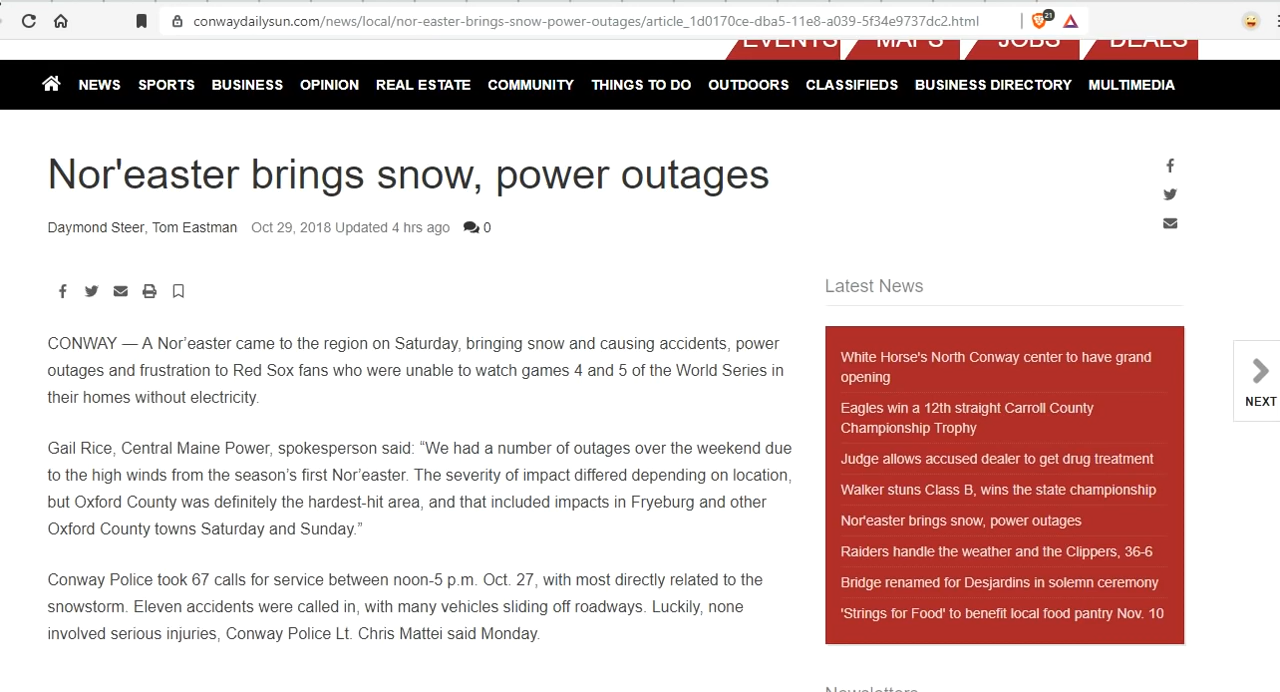 conwaydailysun.com/news/local/nor-easter-brings-snow-power-outages/article_1d0170ce-dba5-11e8-a039-5f34e9737dc2.html
21
EVENTS MAPS JOBS DEALS
NEWS SPORTS BUSINESS OPINION REAL ESTATE COMMUNITY THINGS TO DO OUTDOORS CLASSIFIEDS BUSINESS DIRECTORY MULTIMEDIA
Nor'easter brings snow, power outages
Daymond Steer, Tom Eastman Oct 29, 2018 Updated 4 hrs ago 0
CONWAY — A Nor’easter came to the region on Saturday, bringing snow and causing accidents, power
outages and frustration to Red Sox fans who were unable to watch games 4 and 5 of the World Series in
their homes without electricity.
Gail Rice, Central Maine Power, spokesperson said: “We had a number of outages over the weekend due
to the high winds from the season’s first Nor’easter. The severity of impact differed depending on location,
but Oxford County was definitely the hardest-hit area, and that included impacts in Fryeburg and other
Oxford County towns Saturday and Sunday.”
Conway Police took 67 calls for service between noon-5 p.m. Oct. 27, with most directly related to the
snowstorm. Eleven accidents were called in, with many vehicles sliding off roadways. Luckily, none
involved serious injuries, Conway Police Lt. Chris Mattei said Monday.
Latest News
White Horse's North Conway center to have grand
opening
Eagles win a 12th straight Carroll County
Championship Trophy
Judge allows accused dealer to get drug treatment
Walker stuns Class B, wins the state championship
Nor'easter brings snow, power outages
Raiders handle the weather and the Clippers, 36-6
Bridge renamed for Desjardins in solemn ceremony
'Strings for Food' to benefit local food pantry Nov. 10
NEXT
Newsletters